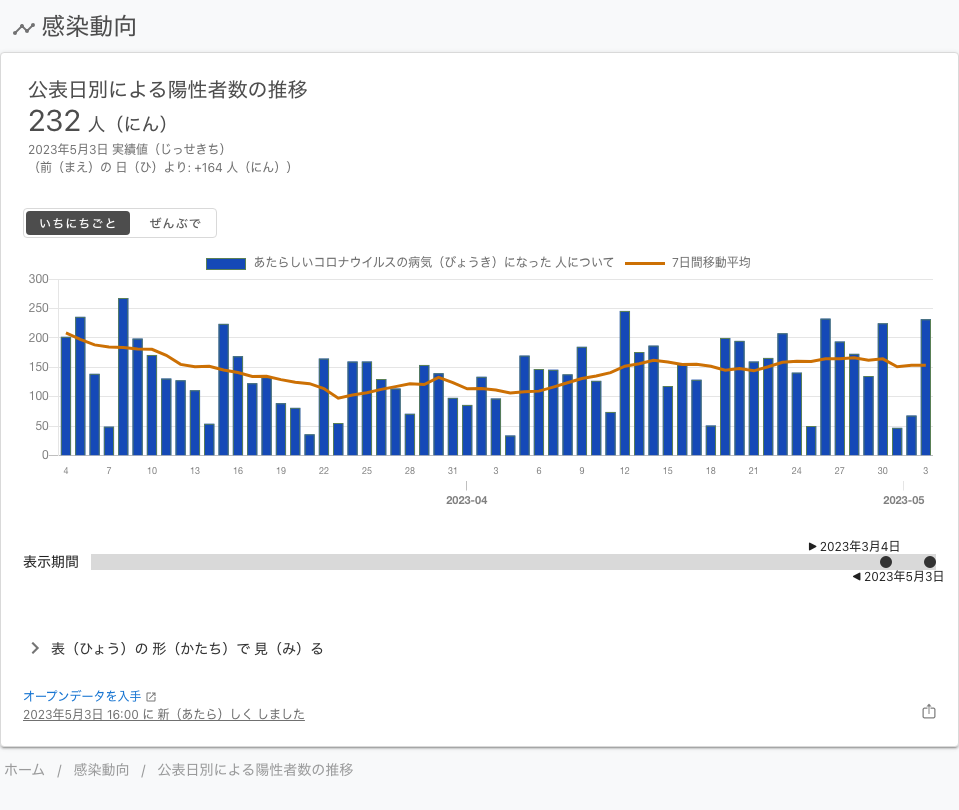 感染動向
公表日別による陽性者数の推移
232 人（にん）
2023年5月3日 実績値（じっせきち）
（前（まえ）の 日（ひ）より: +164 人（にん））
いちにちごと ぜんぶで
あたらしいコロナウイルスの病気（びょうき）になった 人について 7日間移動平均
300
250
200
150
100
50
0
4 7 10 13 16 19 22 25 28 31 3 6 9 12 15 18 21 24 27 30 3
2023-04 2023-05
▶ 2023年3月4日
表示期間
◀ 2023年5月3日
表（ひょう）の 形（かたち）で 見（み）る
オープンデータを入手
2023年5月3日 16:00 に 新（あたら）しく しました
ホーム / 感染動向 / 公表日別による陽性者数の推移